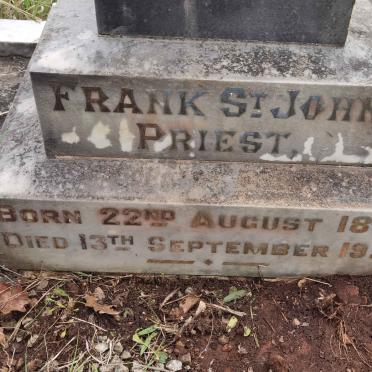 FRANK ST. JOHN
PRIEST.
BORN 22ND AUGUST 18
DIED 13TH SEPTEMBER 19